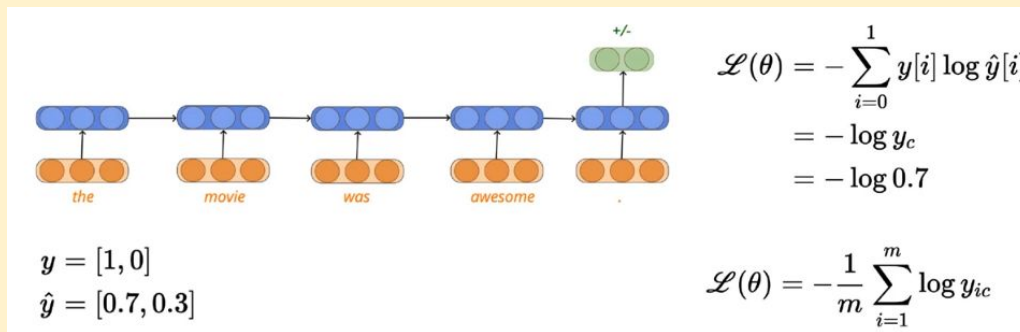 +/-
the movie was awesome .
y = [1, 0]
ŷ = [0.7, 0.3]
ℒ(θ) = − ∑_{i=0}^{1} y[i] log ŷ[i]
= − log y_c
= − log 0.7
ℒ(θ) = − \frac{1}{m} ∑_{i=1}^{m} log y_{ic}